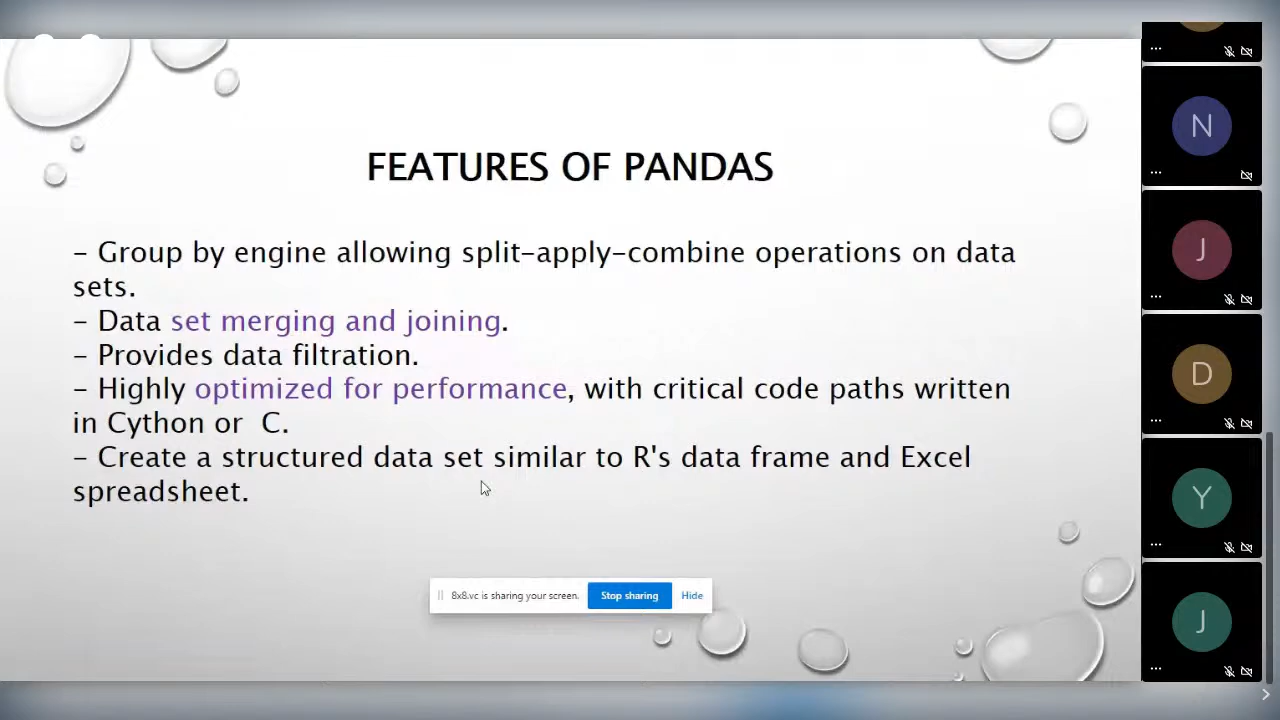 FEATURES OF PANDAS
– Group by engine allowing split–apply–combine operations on data
sets.
– Data set merging and joining.
– Provides data filtration.
– Highly optimized for performance, with critical code paths written
in Cython or  C.
– Create a structured data set similar to R's data frame and Excel
spreadsheet.
8x8.vc is sharing your screen.
Stop sharing
Hide
N
J
D
Y
J